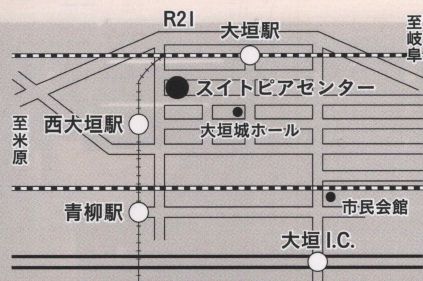 R21
大垣駅
至岐阜
スイトピアセンター
大垣城ホール
至米原
西大垣駅
青柳駅
市民会館
大垣 I.C.